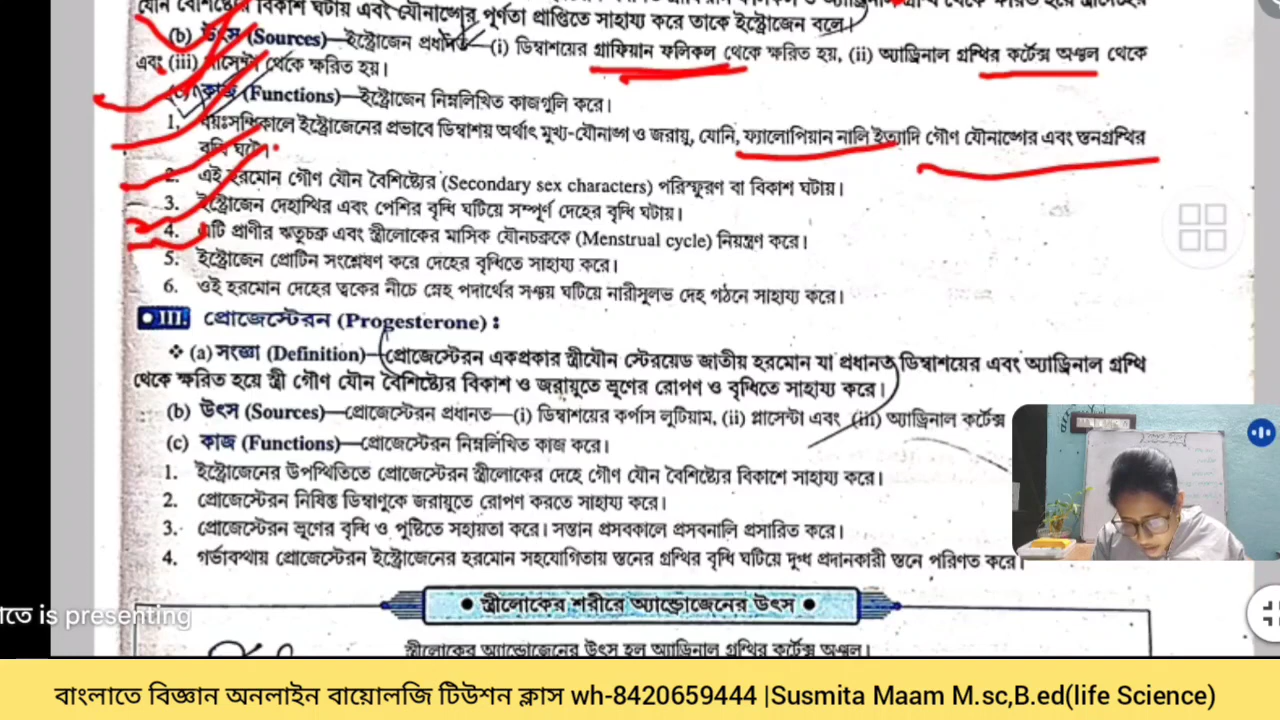 যৌন বৈশিষ্ট্যের বিকাশ ঘটায় এবং যৌনাঙ্গের পূর্ণতা প্রাপ্তিতে সাহায্য করে তাকে ইস্ট্রোজেন বলে।
(b) উৎস (Sources)—ইস্ট্রোজেন প্রধানত—(i) ডিম্বাশয়ের গ্রাফিয়ান ফলিকল থেকে ক্ষরিত হয়, (ii) অ্যাড্রিনাল গ্রন্থির কর্টেক্স অঞ্চল থেকে
এবং (iii) প্লাসেন্টা থেকে ক্ষরিত হয়।
(c) কাজ (Functions)—ইস্ট্রোজেন নিম্নলিখিত কাজগুলি করে।
1. বয়ঃসন্ধিকালে ইস্ট্রোজেনের প্রভাবে ডিম্বাশয় অর্থাৎ মুখ্য-যৌনাঙ্গ ও জরায়ু, যোনি, ফ্যালোপিয়ান নালি ইত্যাদি গৌণ যৌনাঙ্গের এবং স্তনগ্রন্থির
বৃদ্ধি ঘটে।
2. এই হরমোন গৌণ যৌন বৈশিষ্ট্যের (Secondary sex characters) পরিস্ফুরণ বা বিকাশ ঘটায়।
3. ইস্ট্রোজেন দেহাস্থির এবং পেশির বৃদ্ধি ঘটিয়ে সম্পূর্ণ দেহের বৃদ্ধি ঘটায়।
4. এটি প্রাণীর ঋতুচক্র এবং স্ত্রীলোকের মাসিক যৌনচক্রকে (Menstrual cycle) নিয়ন্ত্রণ করে।
5. ইস্ট্রোজেন প্রোটিন সংশ্লেষণ করে দেহের বৃদ্ধিতে সাহায্য করে।
6. ওই হরমোন দেহের ত্বকের নীচে স্নেহ পদার্থের সঞ্চয় ঘটিয়ে নারীসুলভ দেহ গঠনে সাহায্য করে।
III. প্রোজেস্টেরন (Progesterone) :
❖ (a) সংজ্ঞা (Definition)—প্রোজেস্টেরন একপ্রকার স্ত্রীযৌন স্টেরয়েড জাতীয় হরমোন যা প্রধানত ডিম্বাশয়ের এবং অ্যাড্রিনাল গ্রন্থি
থেকে ক্ষরিত হয়ে স্ত্রী গৌণ যৌন বৈশিষ্ট্যের বিকাশ ও জরায়ুতে ভ্রূণের রোপণ ও বৃদ্ধিতে সাহায্য করে।
(b) উৎস (Sources)—প্রোজেস্টেরন প্রধানত—(i) ডিম্বাশয়ের কর্পাস লুটিয়াম, (ii) প্লাসেন্টা এবং (iii) অ্যাড্রিনাল কর্টেক্স
(c) কাজ (Functions)—প্রোজেস্টেরন নিম্নলিখিত কাজ করে।
1. ইস্ট্রোজেনের উপস্থিতিতে প্রোজেস্টেরন স্ত্রীলোকের দেহে গৌণ যৌন বৈশিষ্ট্যের বিকাশে সাহায্য করে।
2. প্রোজেস্টেরন নিষিক্ত ডিম্বাণুকে জরায়ুতে রোপণ করতে সাহায্য করে।
3. প্রোজেস্টেরন ভ্রূণের বৃদ্ধি ও পুষ্টিতে সহায়তা করে। সন্তান প্রসবকালে প্রসবনালি প্রসারিত করে।
4. গর্ভাবস্থায় প্রোজেস্টেরন ইস্ট্রোজেনের হরমোন সহযোগিতায় স্তনের গ্রন্থির বৃদ্ধি ঘটিয়ে দুগ্ধ প্রদানকারী স্তনে পরিণত করে।
• স্ত্রীলোকের শরীরে অ্যান্ড্রোজেনের উৎস •
াতে is presenting
স্ত্রীলোকের অ্যান্ড্রোজেনের উৎস হল অ্যাড্রিনাল গ্রন্থির কর্টেক্স অঞ্চল।
বাংলাতে বিজ্ঞান অনলাইন বায়োলজি টিউশন ক্লাস wh-8420659444 |Susmita Maam M.sc,B.ed(life Science)